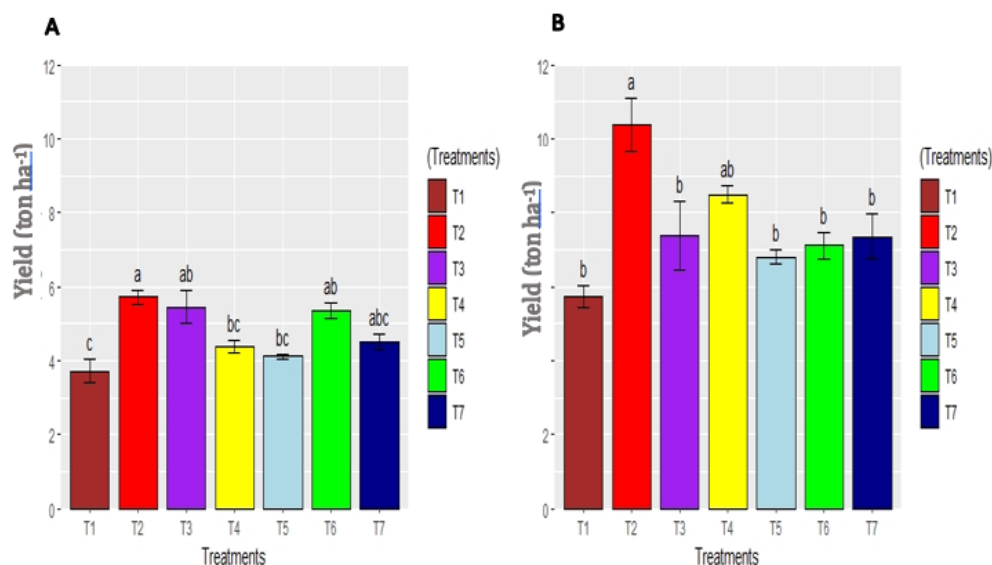 A
Yield (ton ha-1)
12
10
8
6
4
2
0
c
a
ab
bc
bc
ab
abc
T1 T2 T3 T4 T5 T6 T7
Treatments
(Treatments)
T1
T2
T3
T4
T5
T6
T7
B
Yield (ton ha-1)
12
10
8
6
4
2
0
b
a
b
ab
b
b
b
T1 T2 T3 T4 T5 T6 T7
Treatments
(Treatments)
T1
T2
T3
T4
T5
T6
T7